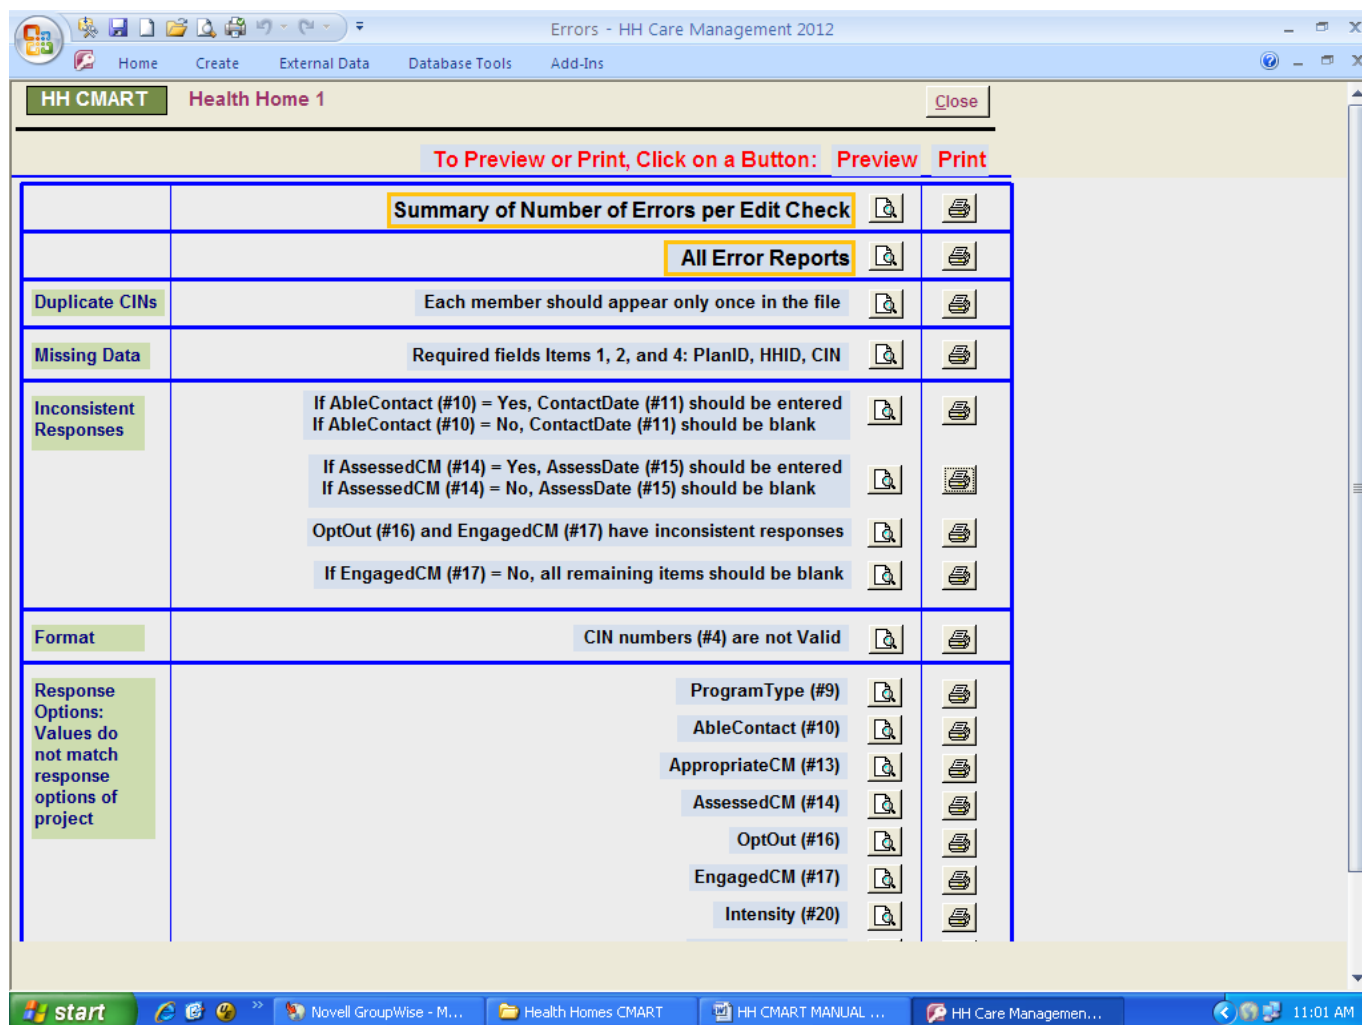 Errors - HH Care Management 2012
Home Create External Data Database Tools Add-Ins
HH CMART Health Home 1 Close
To Preview or Print, Click on a Button: Preview Print
Summary of Number of Errors per Edit Check
All Error Reports
Duplicate CINs Each member should appear only once in the file
Missing Data Required fields Items 1, 2, and 4: PlanID, HHID, CIN
Inconsistent
Responses
If AbleContact (#10) = Yes, ContactDate (#11) should be entered
If AbleContact (#10) = No, ContactDate (#11) should be blank
If AssessedCM (#14) = Yes, AssessDate (#15) should be entered
If AssessedCM (#14) = No, AssessDate (#15) should be blank
OptOut (#16) and EngagedCM (#17) have inconsistent responses
If EngagedCM (#17) = No, all remaining items should be blank
Format CIN numbers (#4) are not Valid
Response
Options:
Values do
not match
response
options of
project
ProgramType (#9)
AbleContact (#10)
AppropriateCM (#13)
AssessedCM (#14)
OptOut (#16)
EngagedCM (#17)
Intensity (#20)
start Novell GroupWise - M... Health Homes CMART HH CMART MANUAL ... HH Care Managemen... 11:01 AM